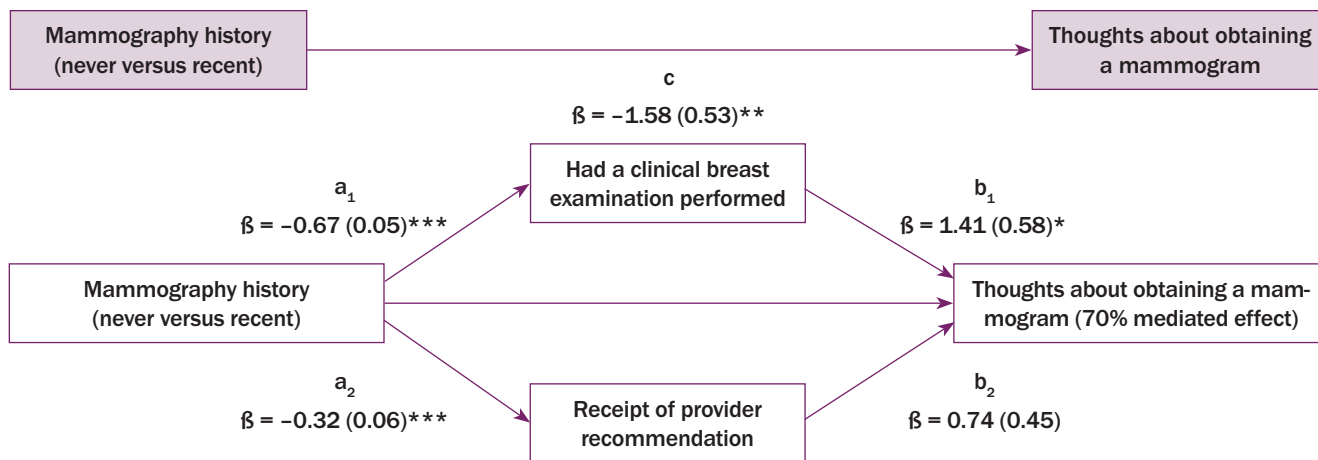 Mammography history
(never versus recent)
Thoughts about obtaining
a mammogram
c
ß = –1.58 (0.53)**
Had a clinical breast
examination performed
a₁
ß = –0.67 (0.05)***
b₁
ß = 1.41 (0.58)*
Mammography history
(never versus recent)
Thoughts about obtaining a mam-
mogram (70% mediated effect)
a₂
ß = –0.32 (0.06)***
Receipt of provider
recommendation
b₂
ß = 0.74 (0.45)